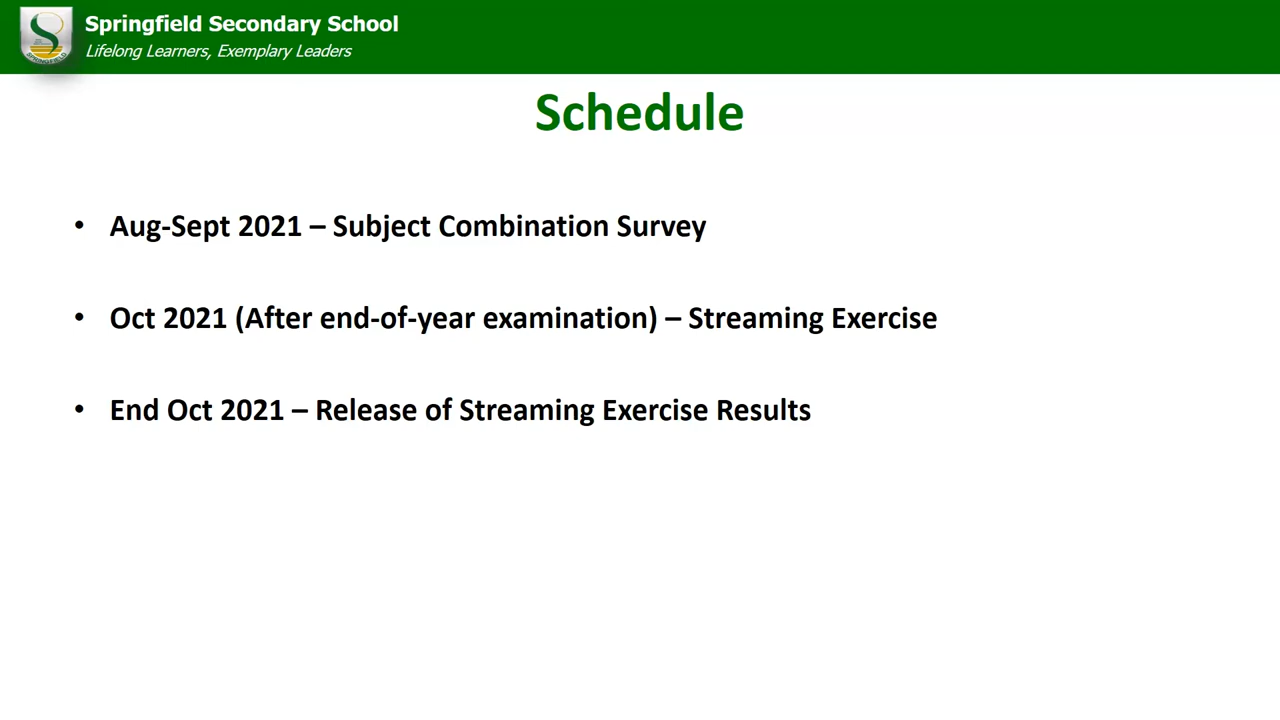 Springfield Secondary School
Lifelong Learners, Exemplary Leaders
SPRINGFIELD
Schedule
• Aug-Sept 2021 – Subject Combination Survey
• Oct 2021 (After end-of-year examination) – Streaming Exercise
• End Oct 2021 – Release of Streaming Exercise Results